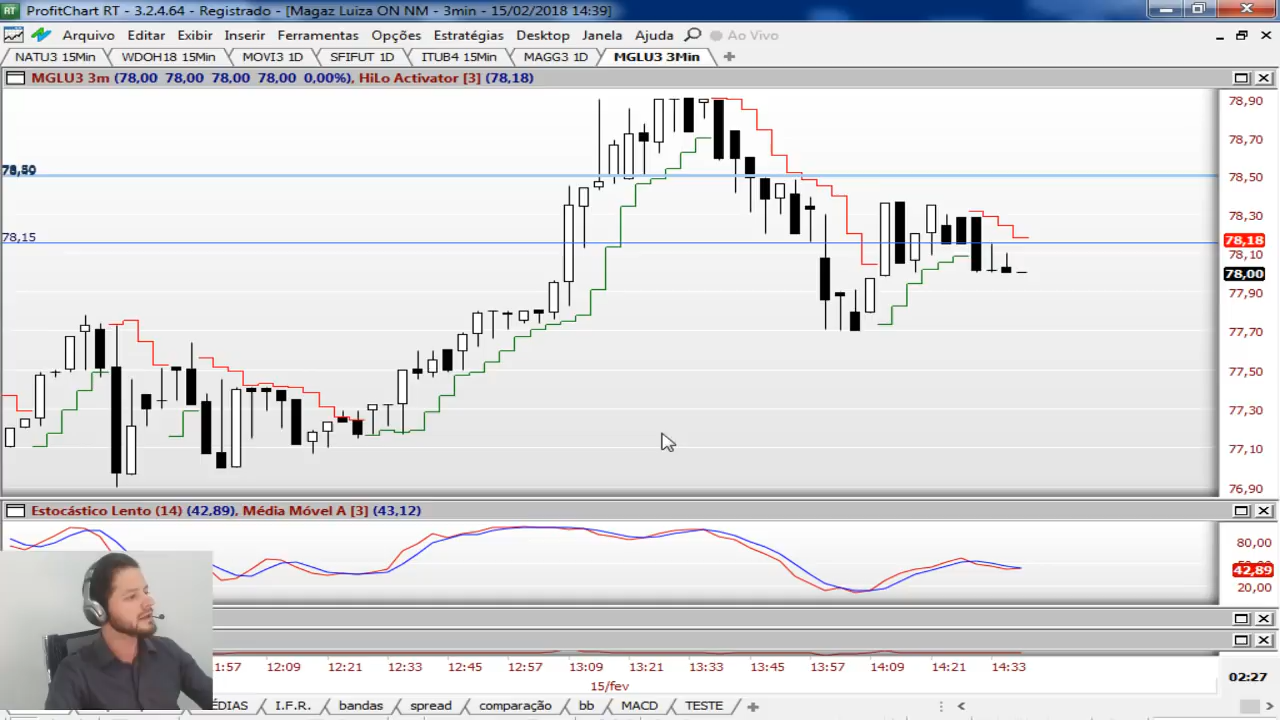 ProfitChart RT - 3.2.4.64 - Registrado - [Magaz Luiza ON NM - 3min - 15/02/2018 14:39]
Arquivo Editar Exibir Inserir Ferramentas Opções Estratégias Desktop Janela Ajuda Ao Vivo
NATU3 15Min WDOH18 15Min MOVI3 1D SFIFUT 1D ITUB4 15Min MAGG3 1D MGLU3 3Min
MGLU3 3m (78,00 78,00 78,00 78,00 0,00%), HiLo Activator [3] (78,18)
78,90
78,70
78,50
78,50
78,30
78,15
78,18
78,10
78,00
77,90
77,70
77,50
77,30
77,10
76,90
Estocástico Lento (14) (42,89), Média Móvel A [3] (43,12)
80,00
42,89
20,00
1:57 12:09 12:21 12:33 12:45 12:57 13:09 13:21 13:33 13:45 13:57 14:09 14:21 14:33
15/fev
02:27
ÉDIAS I.F.R. bandas spread comparação bb MACD TESTE